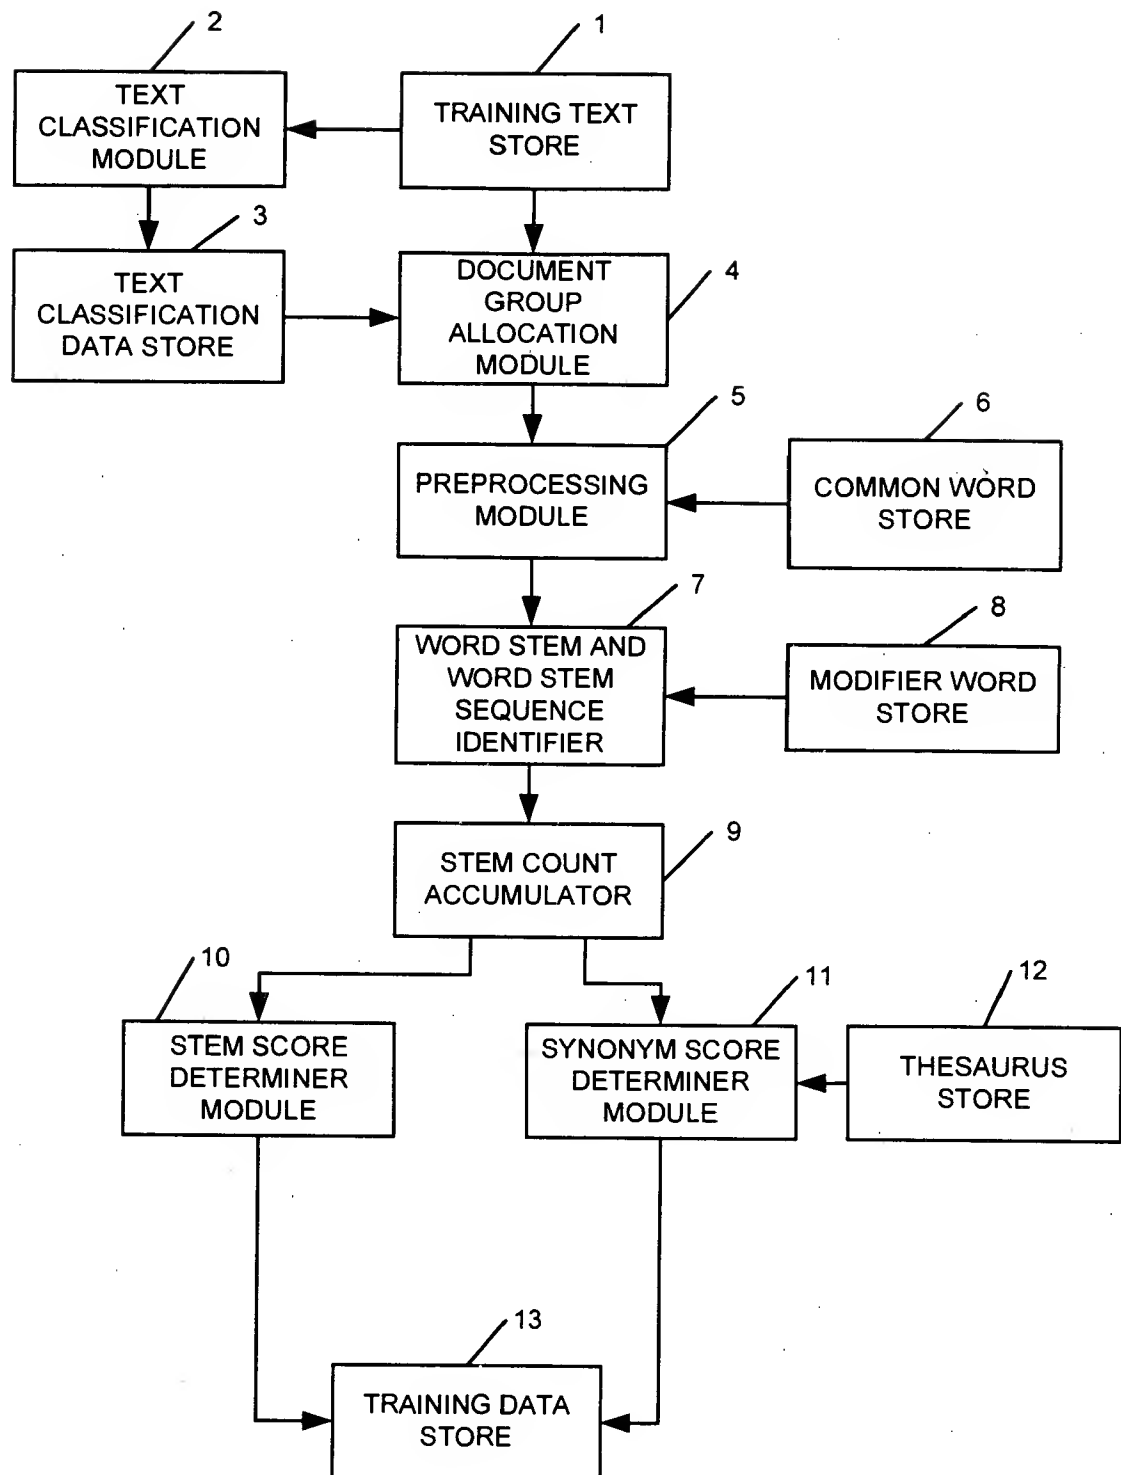 2
1
TEXT
CLASSIFICATION
MODULE
TRAINING TEXT
STORE
3
TEXT
CLASSIFICATION
DATA STORE
DOCUMENT
GROUP
ALLOCATION
MODULE
4
5
6
PREPROCESSING
MODULE
COMMON WORD
STORE
7
8
WORD STEM AND
WORD STEM
SEQUENCE
IDENTIFIER
MODIFIER WORD
STORE
9
STEM COUNT
ACCUMULATOR
10
11
12
STEM SCORE
DETERMINER
MODULE
SYNONYM SCORE
DETERMINER
MODULE
THESAURUS
STORE
13
TRAINING DATA
STORE